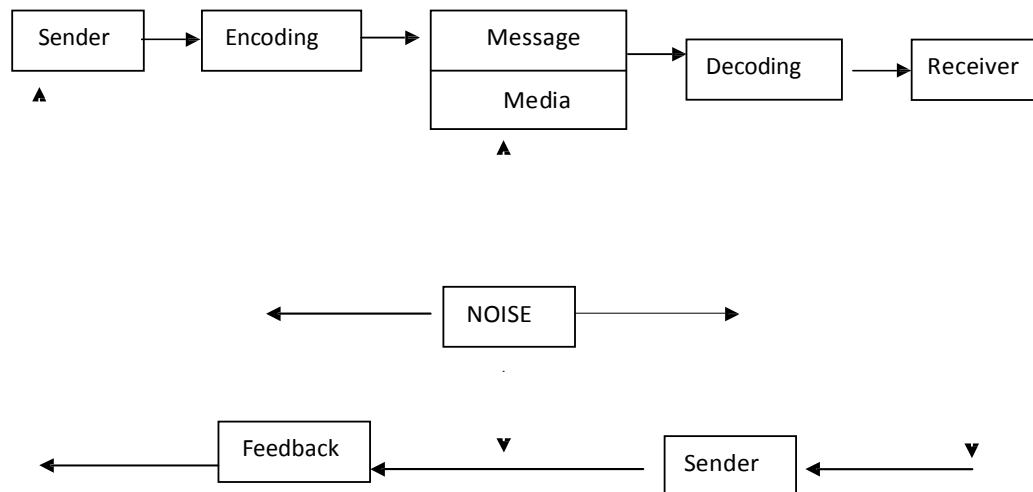 Sender
Encoding
Message
Media
Decoding
Receiver
NOISE
Feedback
Sender